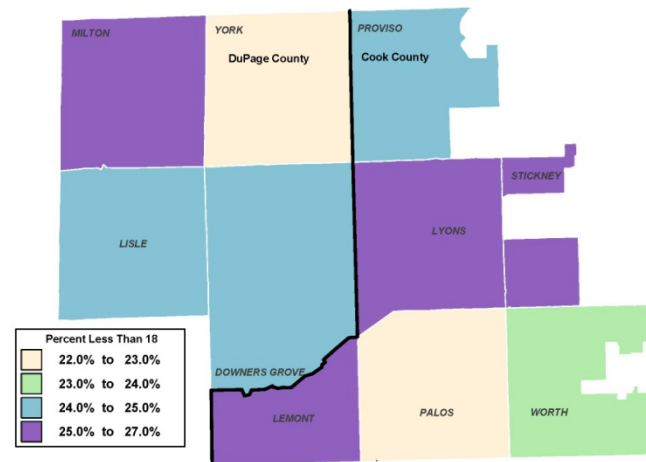 MILTON
YORK
PROVISO
DuPage County
Cook County
STICKNEY
LISLE
LYONS
Percent Less Than 18
22.0% to 23.0%
23.0% to 24.0%
24.0% to 25.0%
25.0% to 27.0%
DOWNERS GROVE
LEMONT
PALOS
WORTH